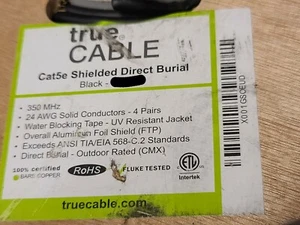 true
CABLE
Cat5e Shielded Direct Burial
Black -
• 350 MHz
• 24 AWG Solid Conductors - 4 Pairs
• Water Blocking Tape - UV Resistant Jacket
• Overall Aluminum Foil Shield (FTP)
• Exceeds ANSI TIA/EIA 568-C.2 Standards
• Direct Burial - Outdoor Rated (CMX)
100% certified
BARE COPPER
RoHS
FLUKE TESTED
ETL
Intertek
truecable.com